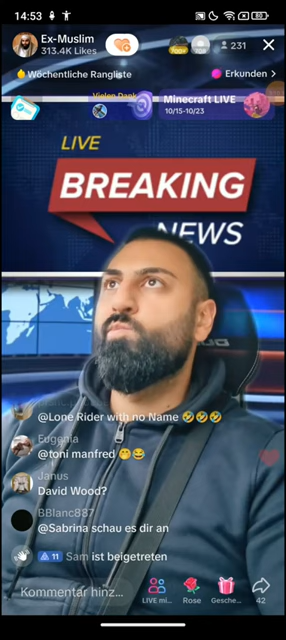 14:53
80
Ex-Muslim
313.4K Likes
231
Wöchentliche Rangliste
Erkunden >
Vielen Dank
Minecraft LIVE
10/15-10/23
LIVE
BREAKING
NEWS
@Lone Rider with no Name 🤣🤣🤣
Eugenia
@toni manfred 🤭😂
Janus
David Wood?
BBlanc887
@Sabrina schau es dir an
11 Sam ist beigetreten
Kommentar hinz...
LIVE mi...
Rose
Gesche...
42